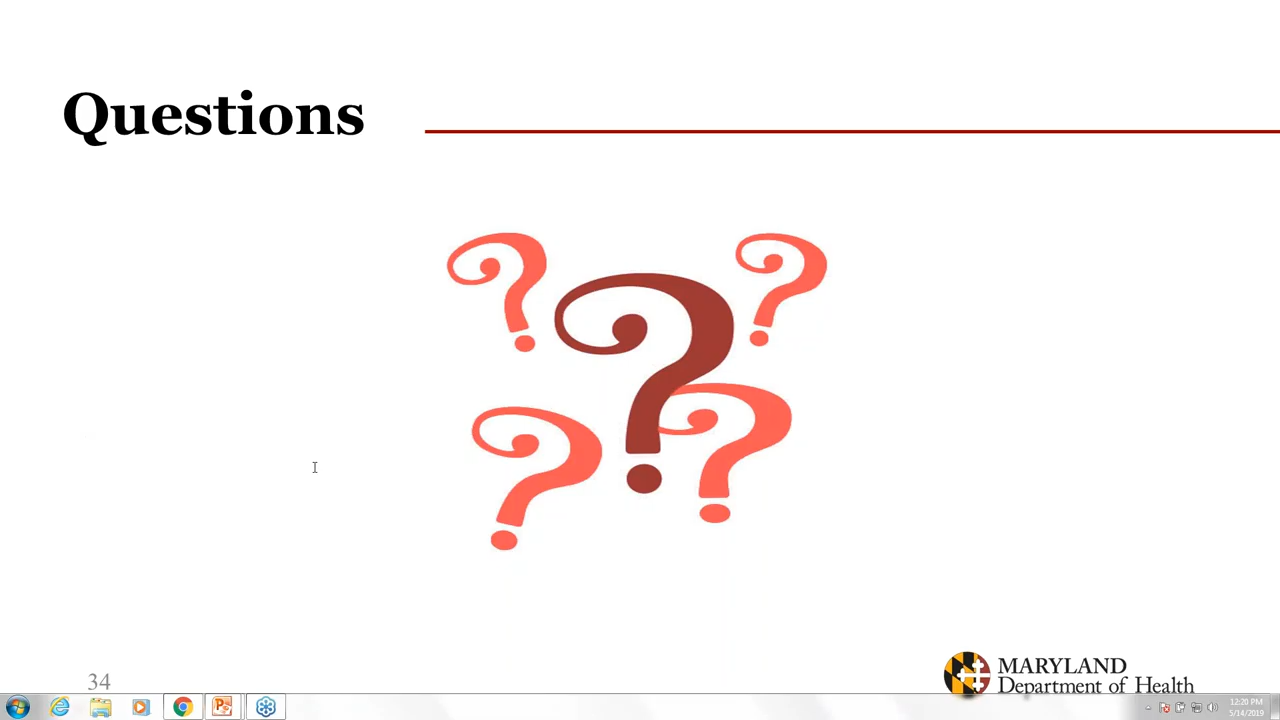 Questions
?
?
?
?
?
34
MARYLAND
Department of Health
12:20 PM
5/14/2019